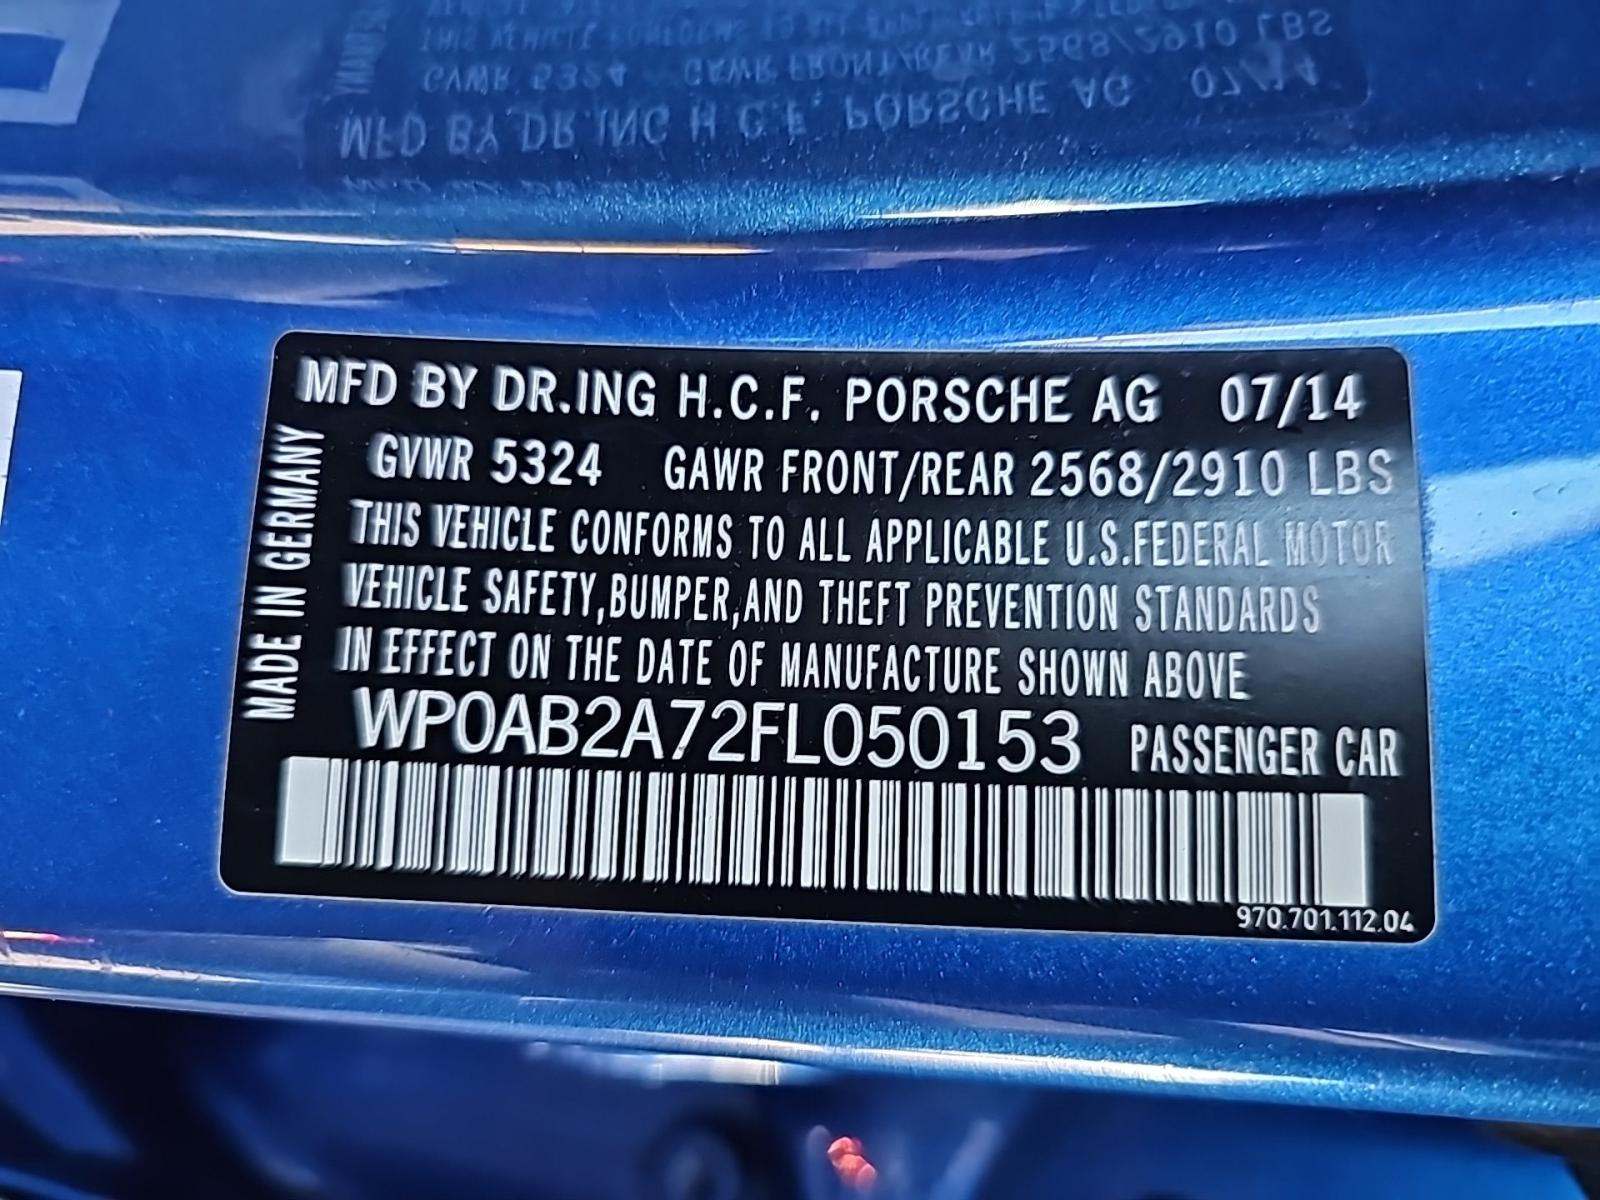 MFD BY DR.ING H.C.F. PORSCHE AG 07/14
GVWR 5324 GAWR FRONT/REAR 2568/2910 LBS
THIS VEHICLE CONFORMS TO ALL APPLICABLE U.S.FEDERAL MOTOR
VEHICLE SAFETY,BUMPER,AND THEFT PREVENTION STANDARDS
IN EFFECT ON THE DATE OF MANUFACTURE SHOWN ABOVE
MADE IN GERMANY
WP0AB2A72FL050153 PASSENGER CAR
970.701.112.04